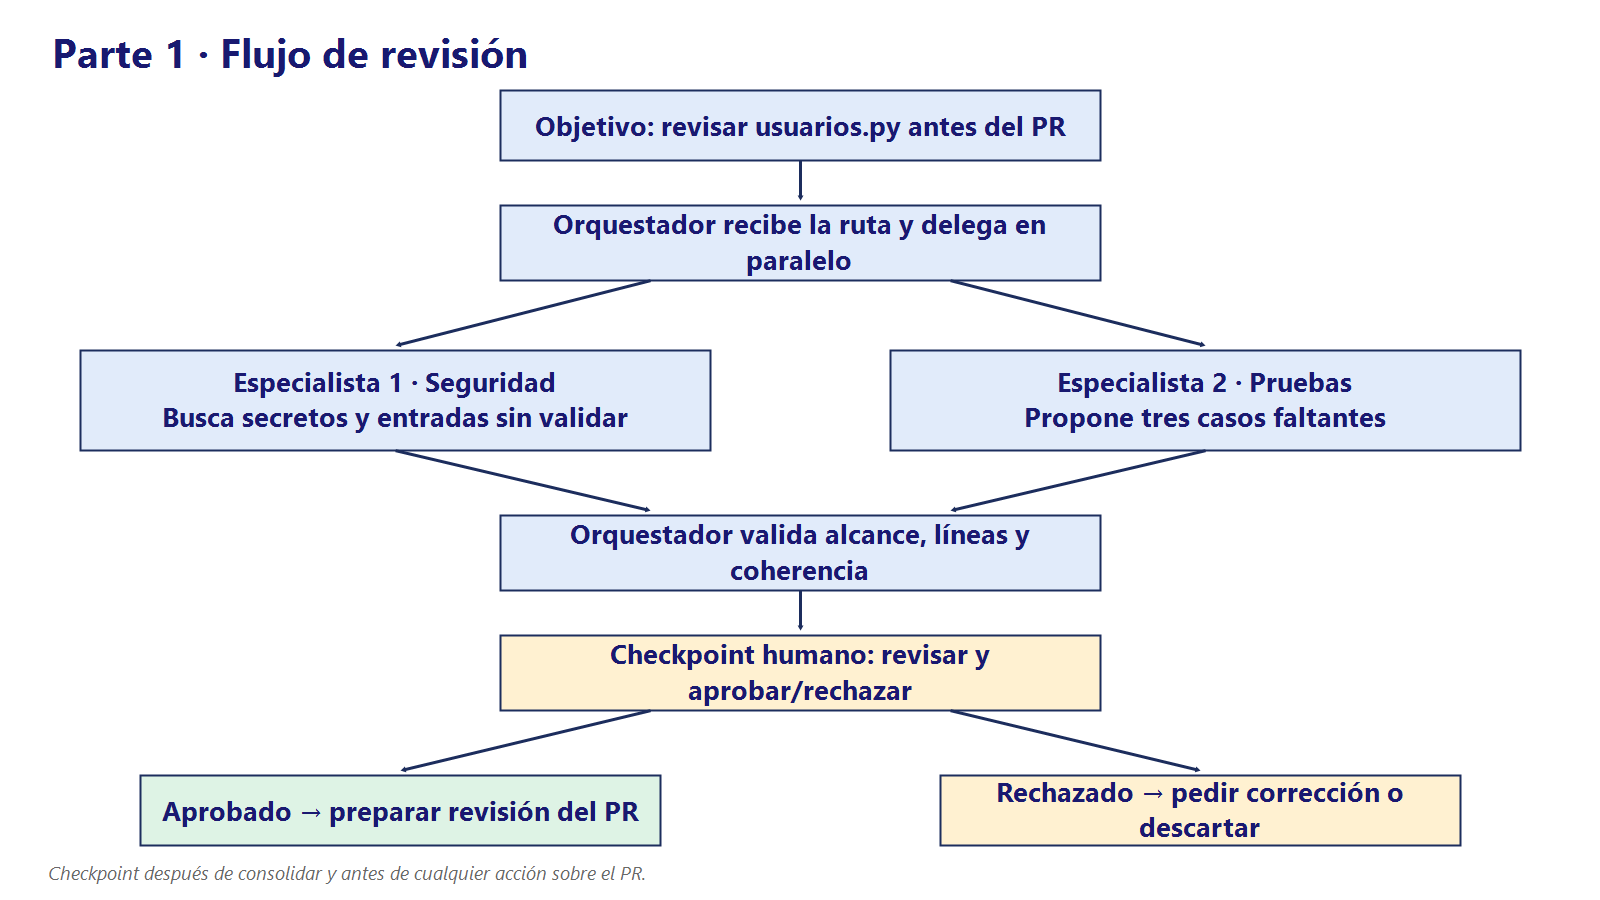 Parte 1 · Flujo de revisión
Objetivo: revisar usuarios.py antes del PR
Orquestador recibe la ruta y delega en
paralelo
Especialista 1 · Seguridad
Busca secretos y entradas sin validar
Especialista 2 · Pruebas
Propone tres casos faltantes
Orquestador valida alcance, líneas y
coherencia
Checkpoint humano: revisar y
aprobar/rechazar
Aprobado → preparar revisión del PR
Rechazado → pedir corrección o
descartar
Checkpoint después de consolidar y antes de cualquier acción sobre el PR.